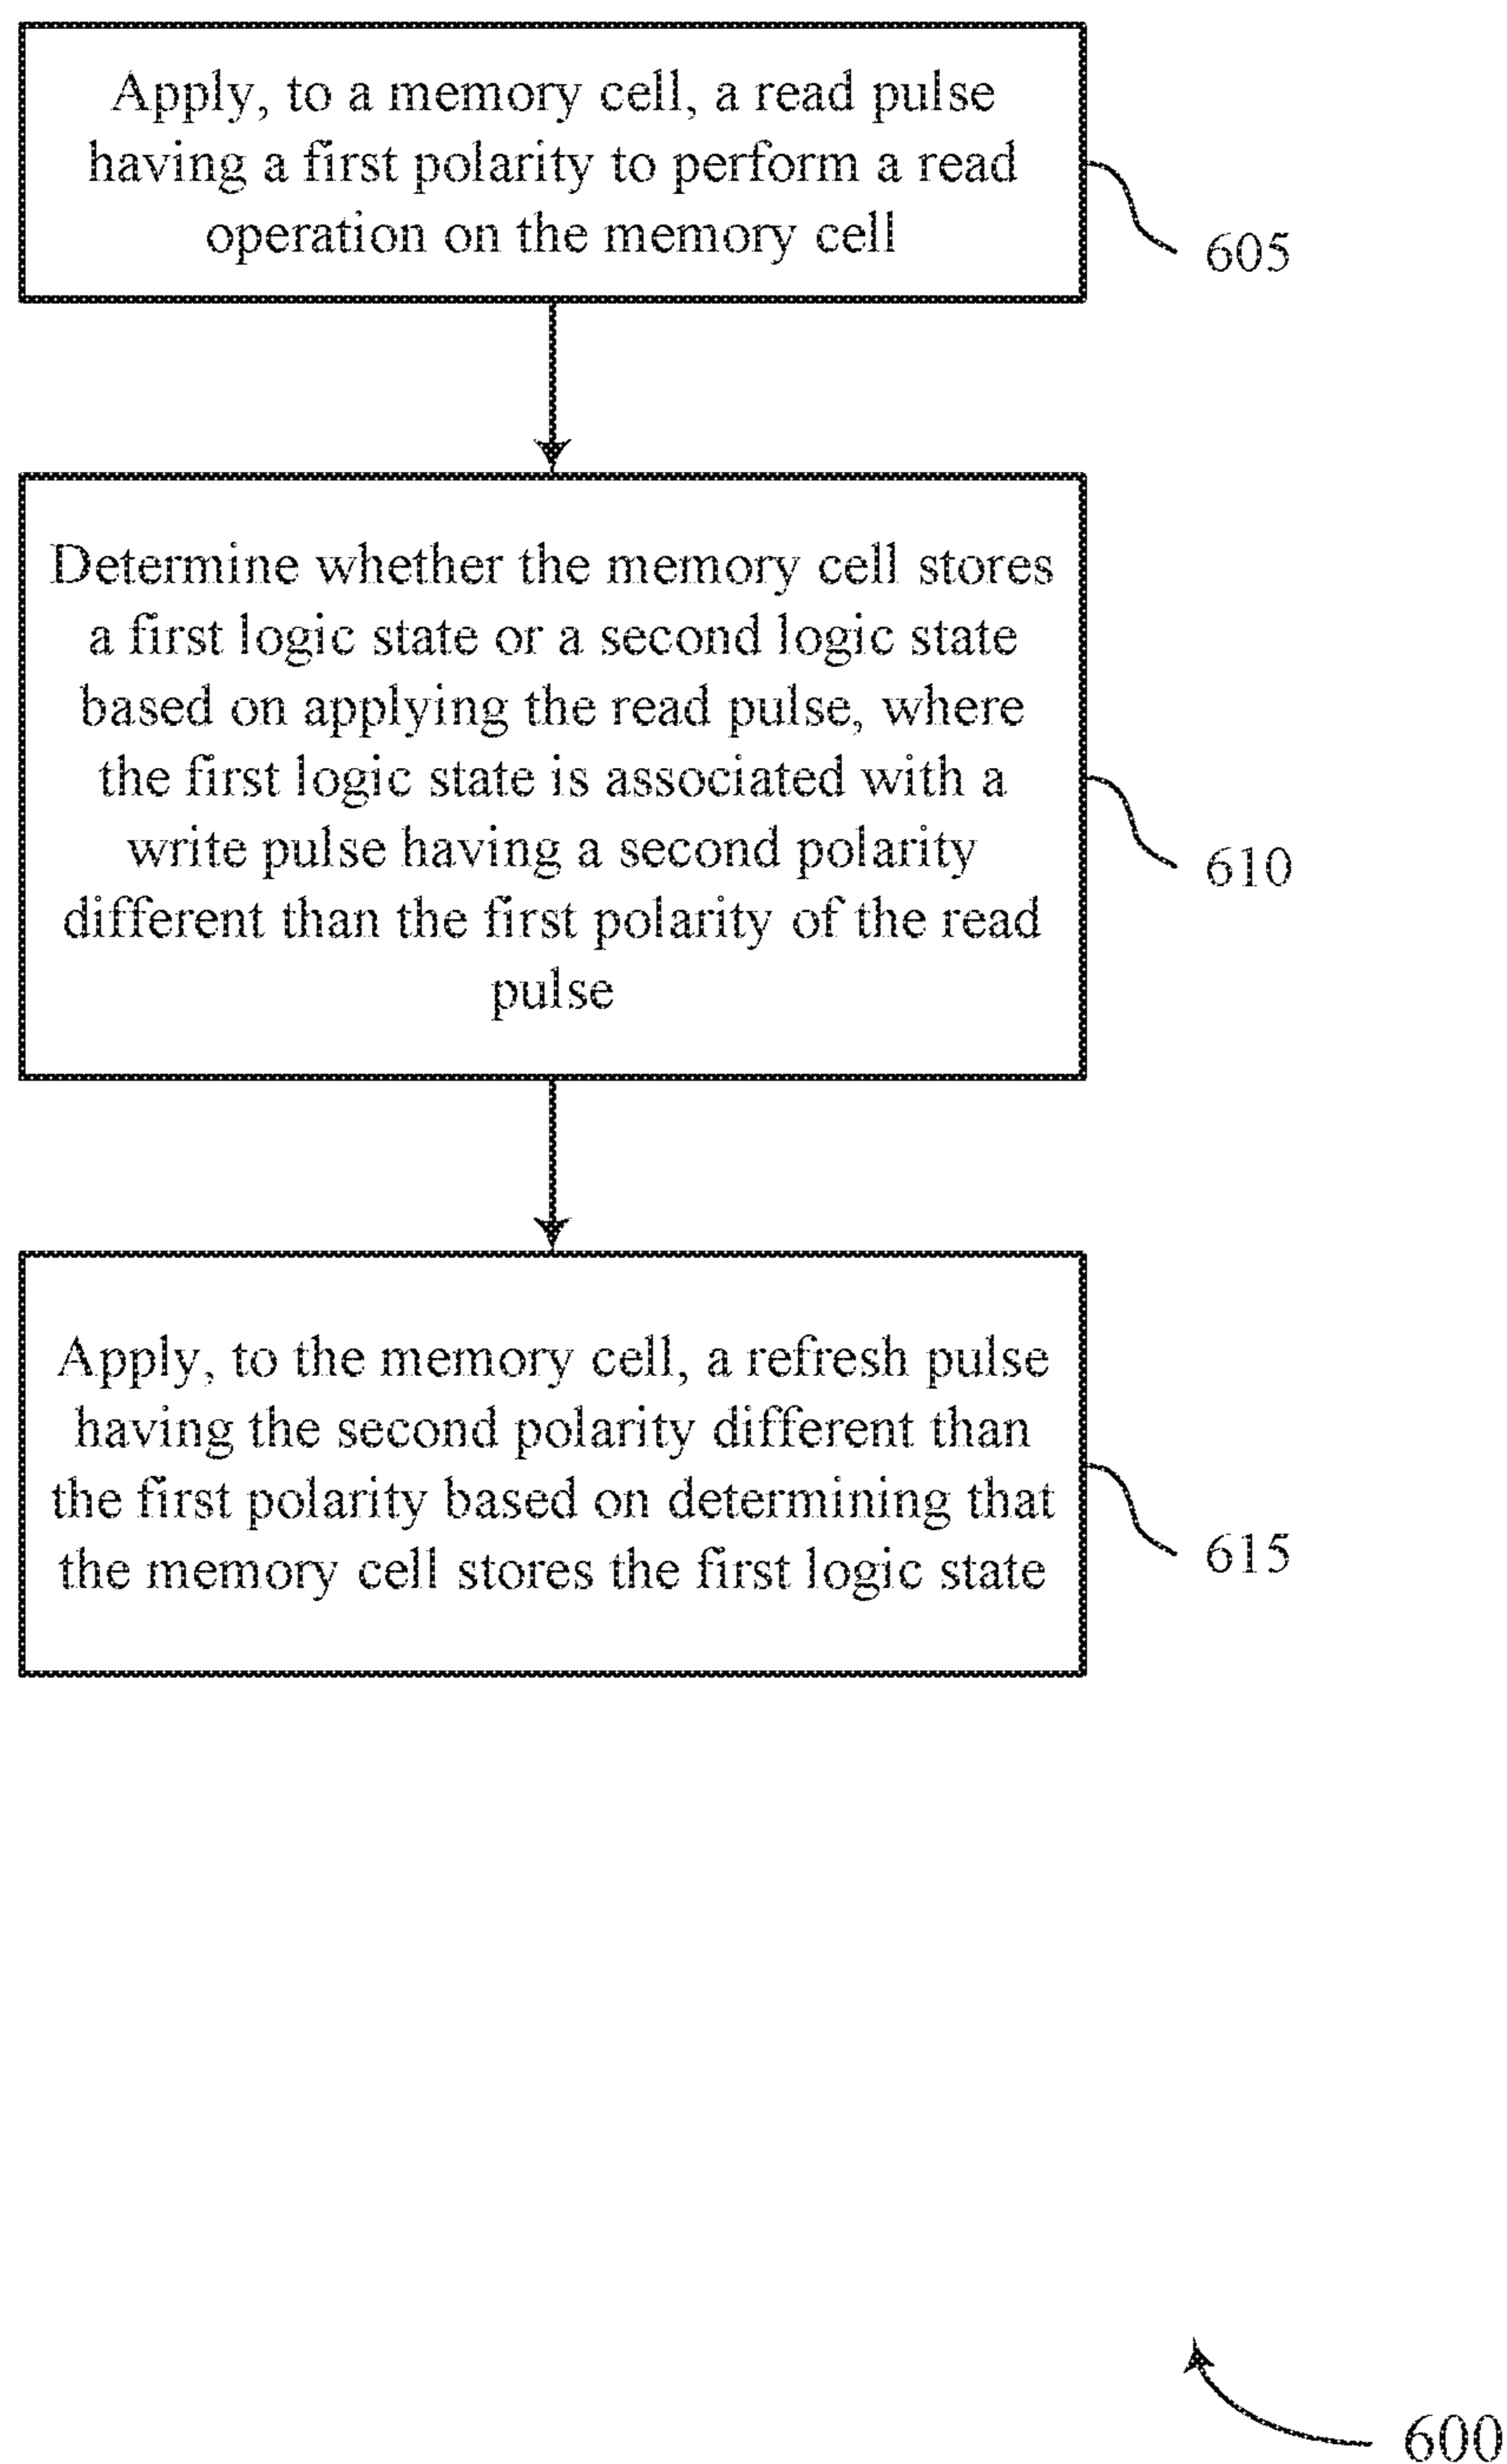 Apply, to a memory cell, a read pulse
having a first polarity to perform a read
operation on the memory cell
605
Determine whether the memory cell stores
a first logic state or a second logic state
based on applying the read pulse, where
the first logic state is associated with a
write pulse having a second polarity
different than the first polarity of the read
pulse
610
Apply, to the memory cell, a refresh pulse
having the second polarity different than
the first polarity based on determining that
the memory cell stores the first logic state
615
600